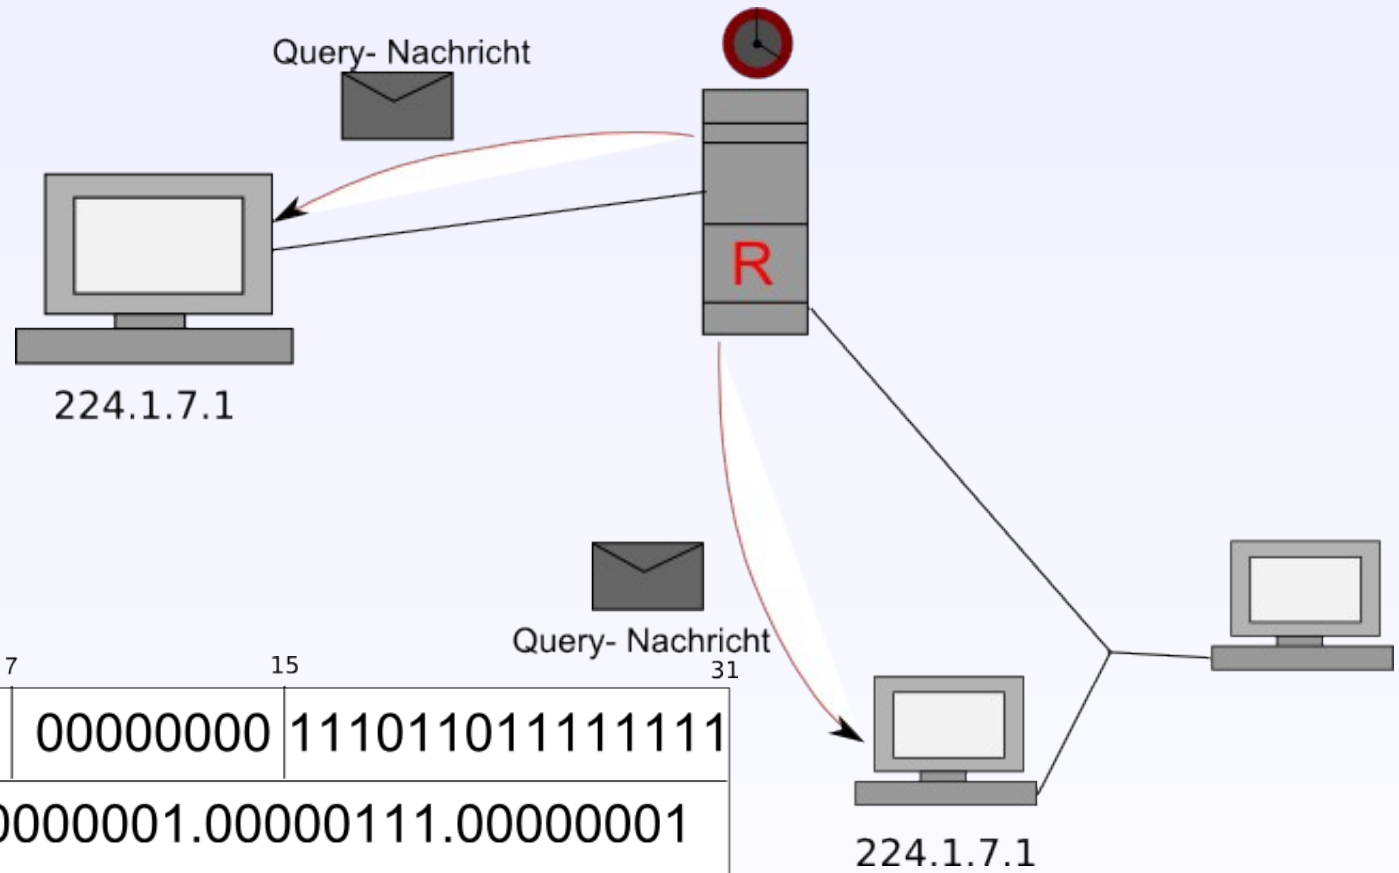 Query- Nachricht
R
224.1.7.1
Query- Nachricht
7 15 31
00000000 1110110111111111
0000001.00000111.00000001
224.1.7.1